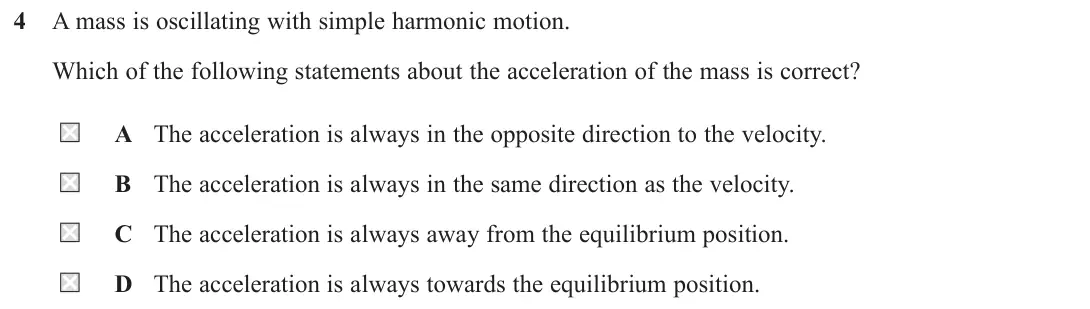 4 A mass is oscillating with simple harmonic motion.
Which of the following statements about the acceleration of the mass is correct?
A The acceleration is always in the opposite direction to the velocity.
B The acceleration is always in the same direction as the velocity.
C The acceleration is always away from the equilibrium position.
D The acceleration is always towards the equilibrium position.